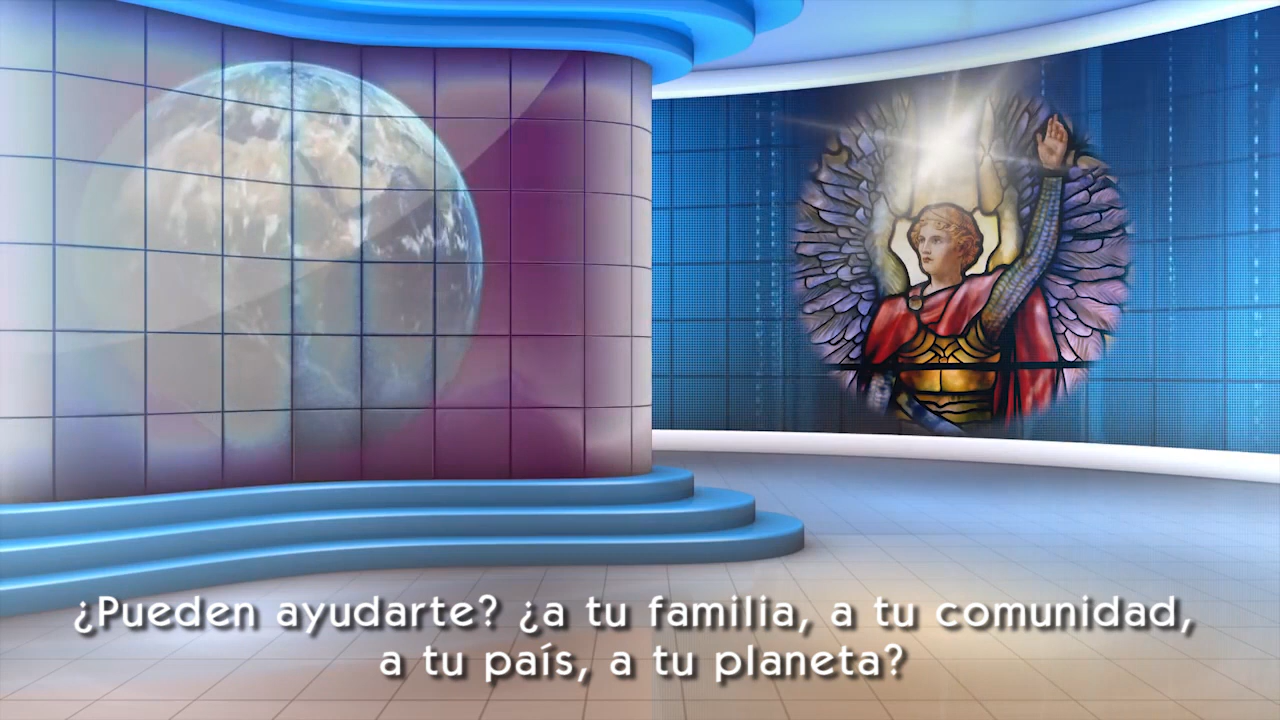 ¿Pueden ayudarte? ¿a tu familia, a tu comunidad,
a tu país, a tu planeta?